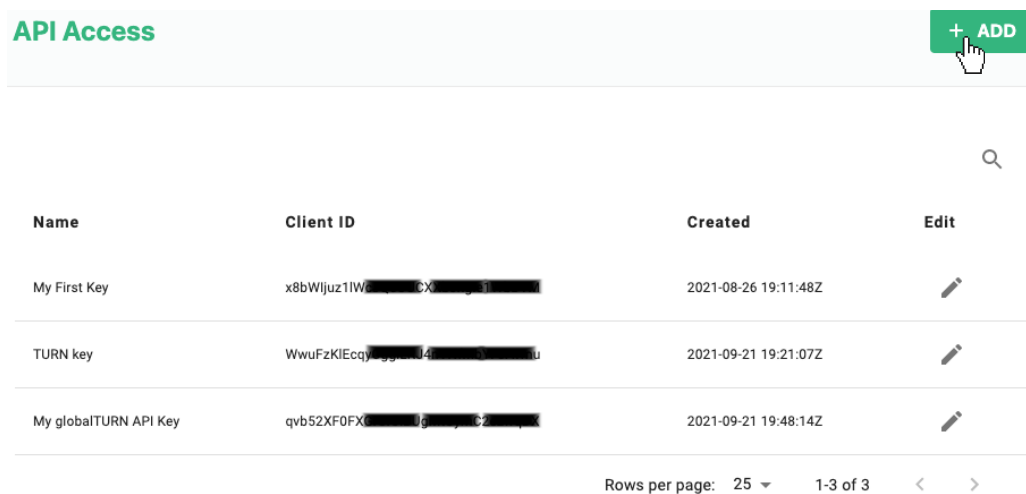 API Access
+ ADD
Name Client ID Created Edit
My First Key 2021-08-26 19:11:48Z
TURN key 2021-09-21 19:21:07Z
My globalTURN API Key 2021-09-21 19:48:14Z
Rows per page: 25 1-3 of 3